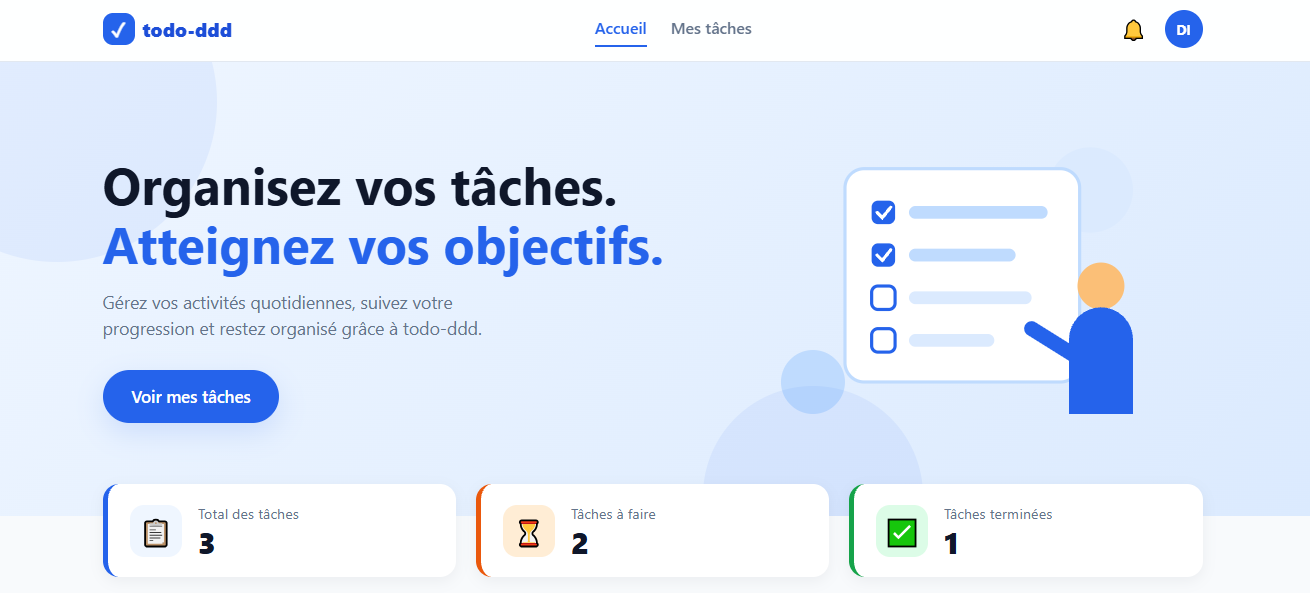 todo-ddd
Accueil
Mes tâches
DI
Organisez vos tâches.
Atteignez vos objectifs.
Gérez vos activités quotidiennes, suivez votre
progression et restez organisé grâce à todo-ddd.
Voir mes tâches
Total des tâches
3
Tâches à faire
2
Tâches terminées
1